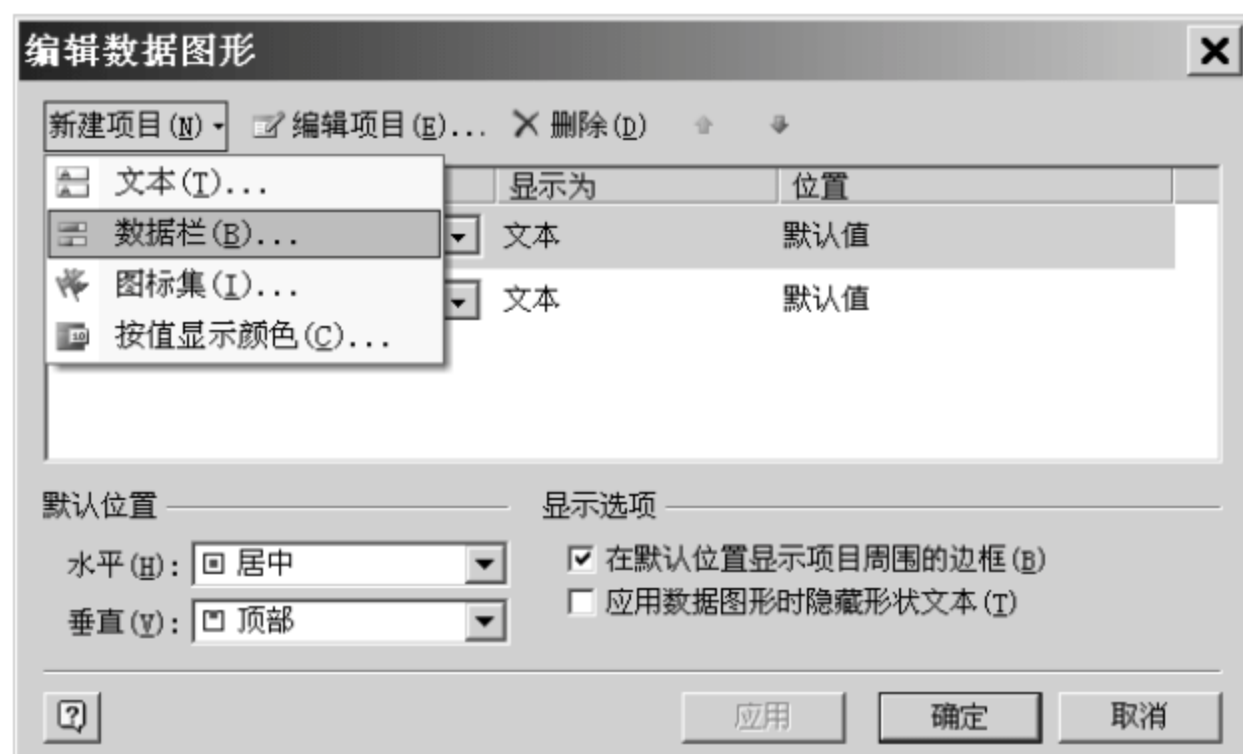 编辑数据图形
新建项目(N) 编辑项目(E)... 删除(D)
文本(T)...
显示为 位置
数据栏(B)...
文本 默认值
图标集(I)...
文本 默认值
按值显示颜色(C)...
默认位置 显示选项
水平(H): 居中
在默认位置显示项目周围的边框(B)
垂直(V): 顶部
应用数据图形时隐藏形状文本(T)
应用 确定 取消